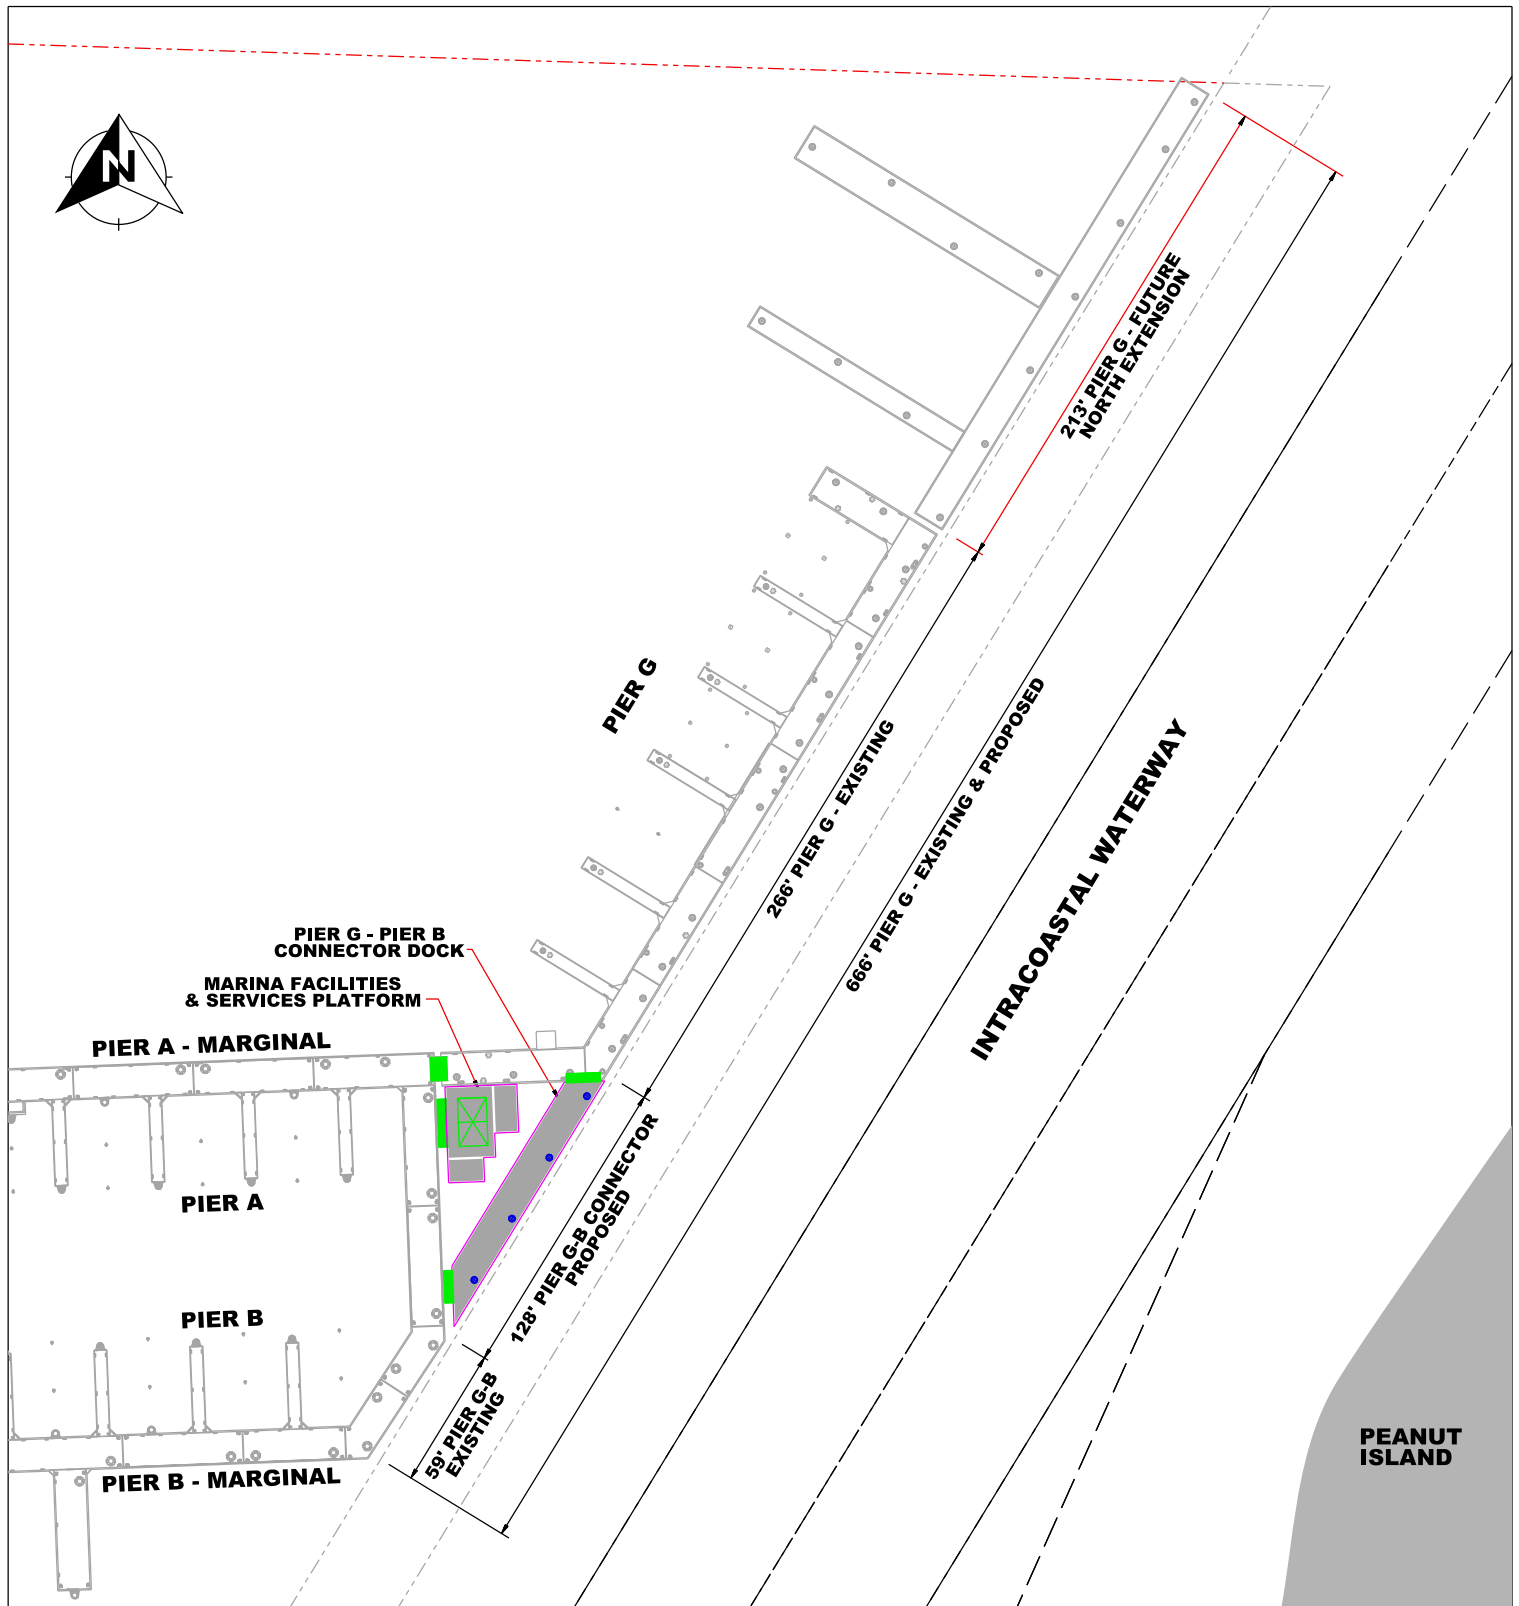 N
213' PIER G - FUTURE
NORTH EXTENSION
PIER G
266' PIER G - EXISTING
666' PIER G - EXISTING & PROPOSED
INTRACOASTAL WATERWAY
PIER G - PIER B
CONNECTOR DOCK
MARINA FACILITIES
& SERVICES PLATFORM
PIER A - MARGINAL
PIER A
128' PIER G-B CONNECTOR
PROPOSED
PIER B
59' PIER G-B
EXISTING
PIER B - MARGINAL
PEANUT
ISLAND